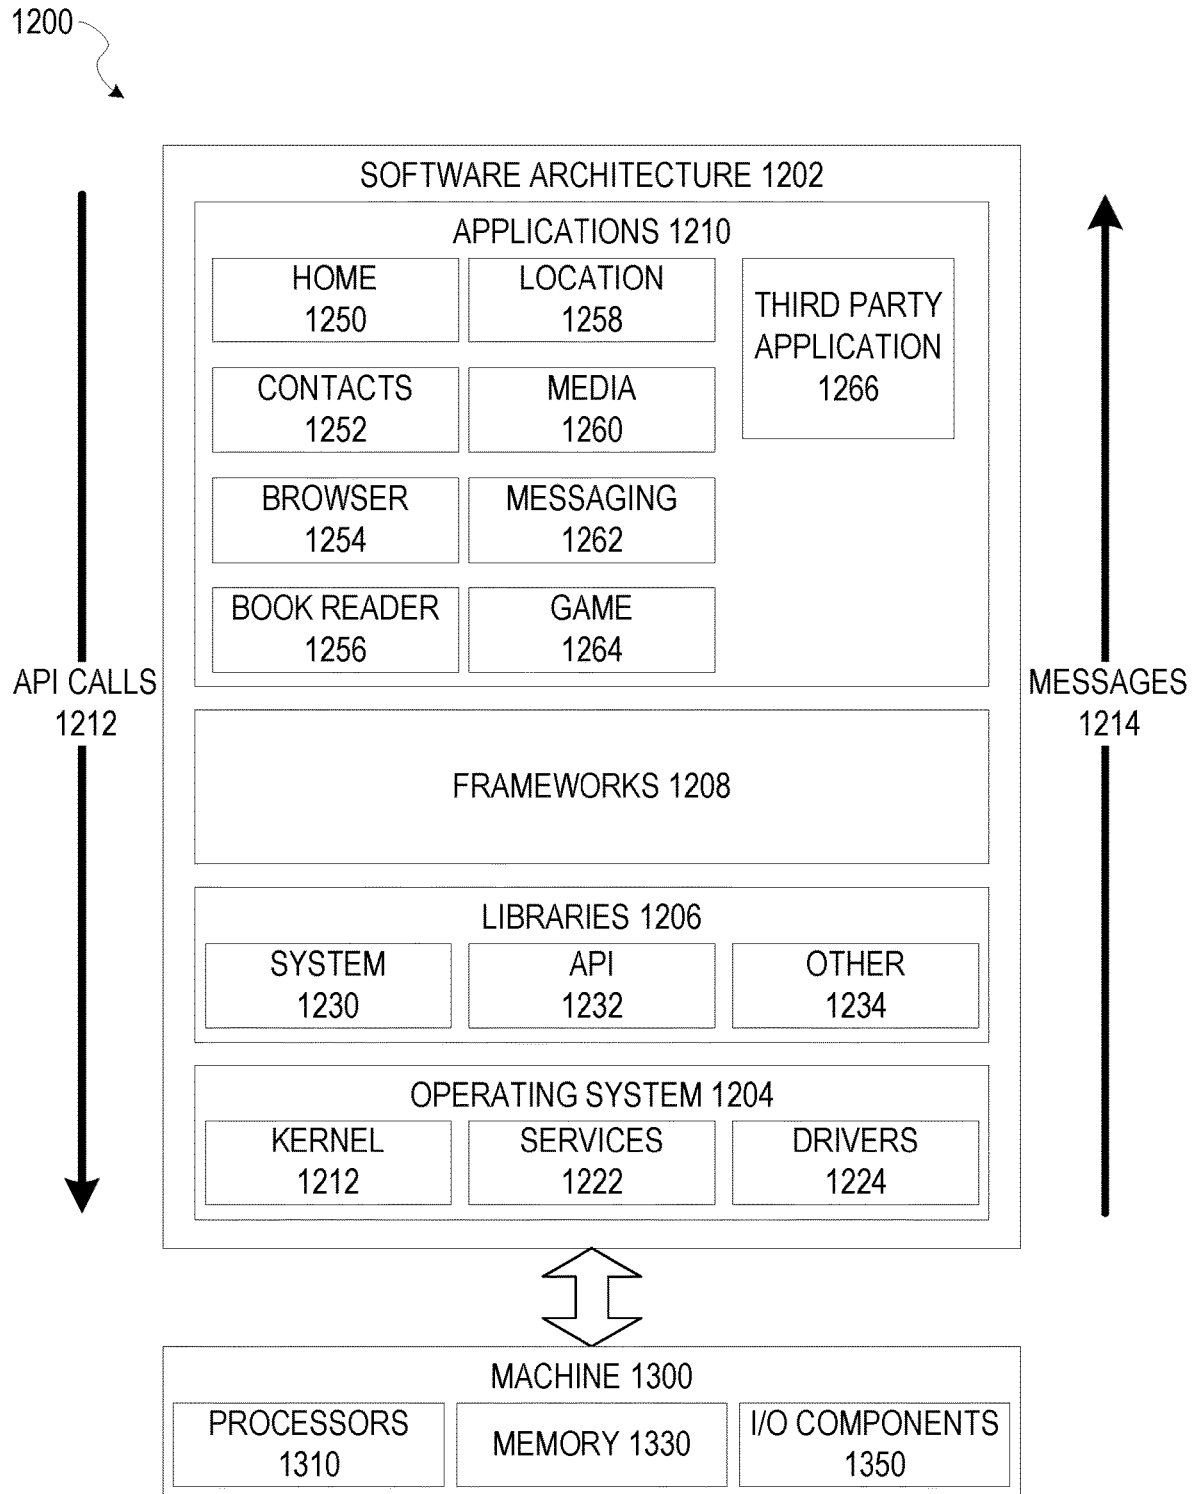 1200
SOFTWARE ARCHITECTURE 1202
APPLICATIONS 1210
HOME
1250
LOCATION
1258
THIRD PARTY
APPLICATION
1266
CONTACTS
1252
MEDIA
1260
BROWSER
1254
MESSAGING
1262
BOOK READER
1256
GAME
1264
API CALLS
1212
MESSAGES
1214
FRAMEWORKS 1208
LIBRARIES 1206
SYSTEM
1230
API
1232
OTHER
1234
OPERATING SYSTEM 1204
KERNEL
1212
SERVICES
1222
DRIVERS
1224
MACHINE 1300
PROCESSORS
1310
MEMORY 1330
I/O COMPONENTS
1350